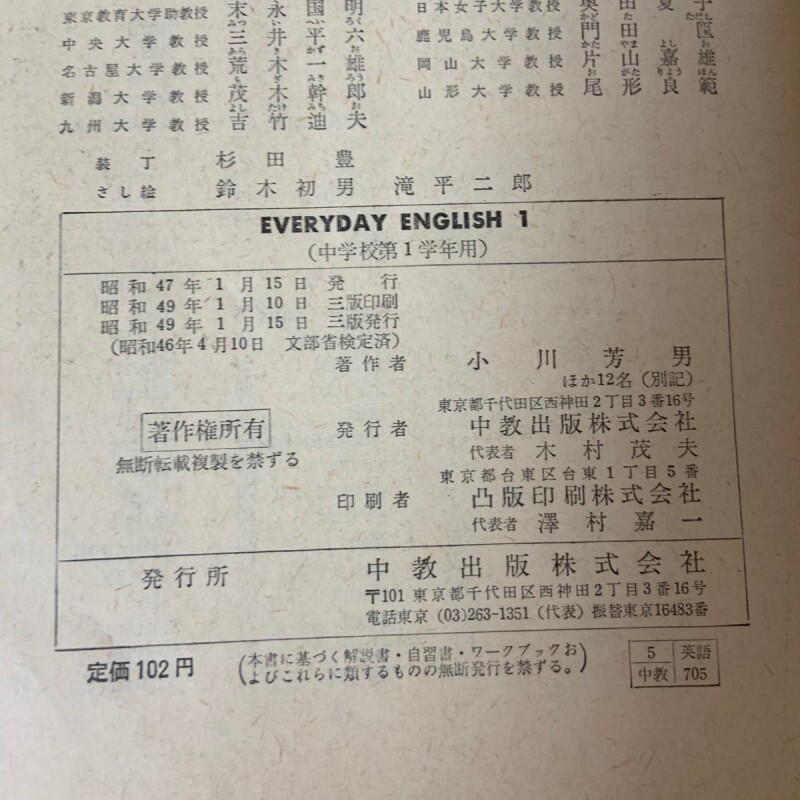 東京教育大学助教授 末永国明
中央大学教授 三井平六
名古屋大学教授 荒木一雄
新潟大学教授 茂木幹郎
九州大学教授 吉竹迪夫
日本女子大学教授
鹿児島大学教授 門田国
岡山大学教授 片山嘉雄
山形大学教授 尾形良範
装丁 杉田豊
さし絵 鈴木初男 滝平二郎
EVERYDAY ENGLISH 1
(中学校第1学年用)
昭和47年1月15日 発行
昭和49年1月10日 三版印刷
昭和49年1月15日 三版発行
(昭和46年4月10日 文部省検定済)
著作者 小川芳男
ほか12名(別記)
東京都千代田区西神田2丁目3番16号
著作権所有
発行者 中教出版株式会社
無断転載複製を禁ずる
代表者 木村茂夫
東京都台東区台東1丁目5番
印刷者 凸版印刷株式会社
代表者 澤村嘉一
発行所 中教出版株式会社
〒101 東京都千代田区西神田2丁目3番16号
電話東京 (03)263-1351(代表)振替東京16483番
定価102円
(本書に基づく解説書・自習書・ワークブックお
よびこれらに類するものの無断発行を禁ずる。)
5 英語
中教 705